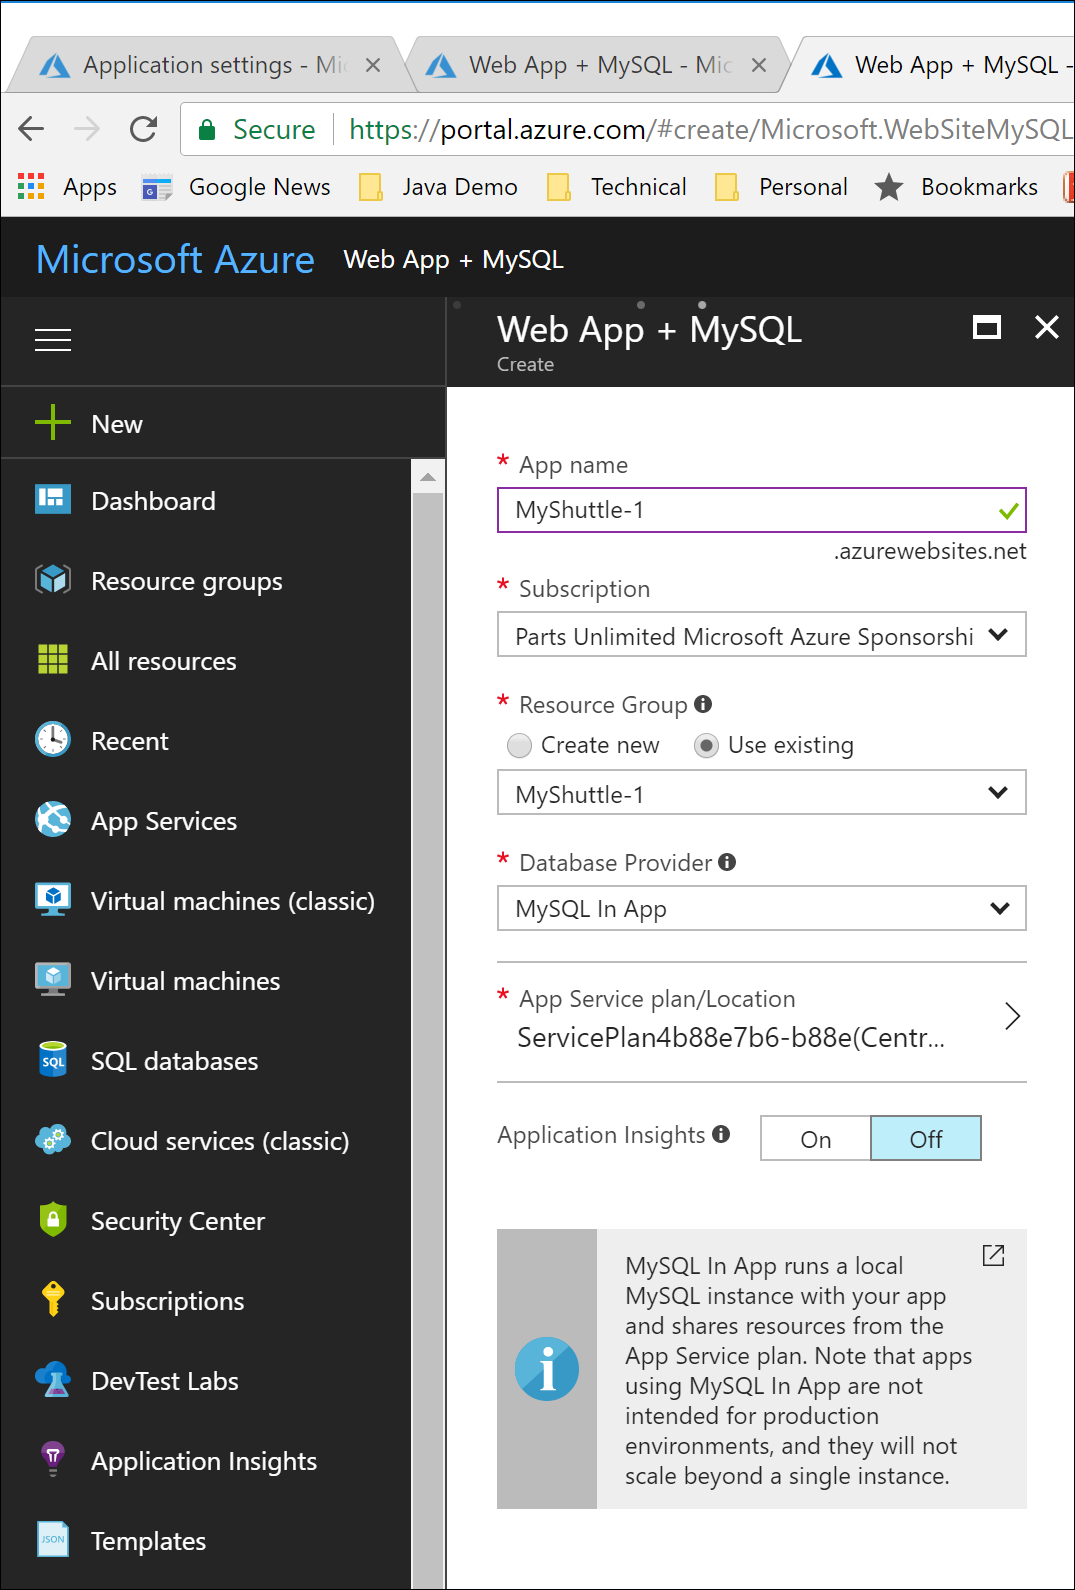 Application settings - Mi
Web App + MySQL - Mic
Web App + MySQL -
Secure
https://portal.azure.com/#create/Microsoft.WebSiteMySQL
Apps
Google News
Java Demo
Technical
Personal
Bookmarks
Microsoft Azure
Web App + MySQL
Web App + MySQL
Create
New
Dashboard
Resource groups
All resources
Recent
App Services
Virtual machines (classic)
Virtual machines
SQL
SQL databases
Cloud services (classic)
Security Center
Subscriptions
DevTest Labs
Application Insights
JSON
Templates
* App name
MyShuttle-1
.azurewebsites.net
* Subscription
Parts Unlimited Microsoft Azure Sponsorshi
* Resource Group
Create new
Use existing
MyShuttle-1
* Database Provider
MySQL In App
* App Service plan/Location
ServicePlan4b88e7b6-b88e(Centr...
Application Insights
On
Off
MySQL In App runs a local
MySQL instance with your app
and shares resources from the
App Service plan. Note that apps
using MySQL In App are not
intended for production
environments, and they will not
scale beyond a single instance.